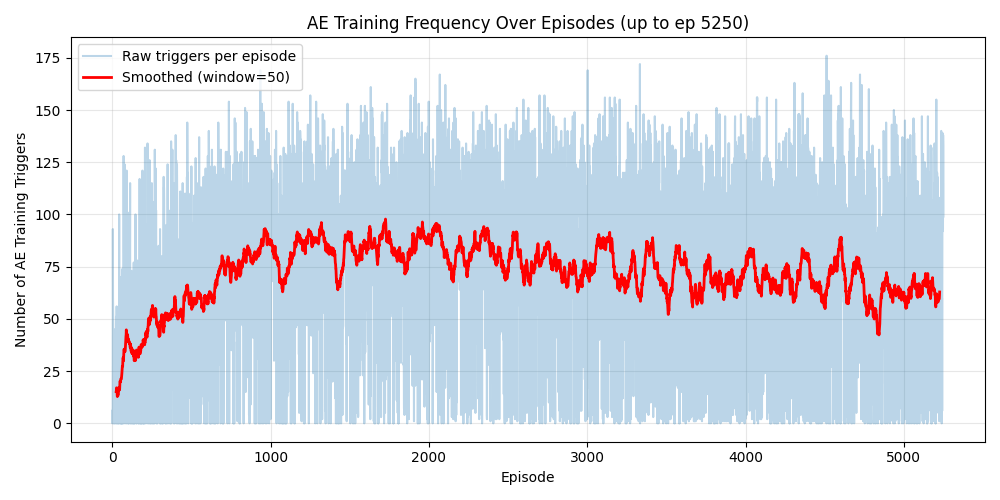 AE Training Frequency Over Episodes (up to ep 5250)
Raw triggers per episode
Smoothed (window=50)
Number of AE Training Triggers
175
150
125
100
75
50
25
0
0 1000 2000 3000 4000 5000
Episode